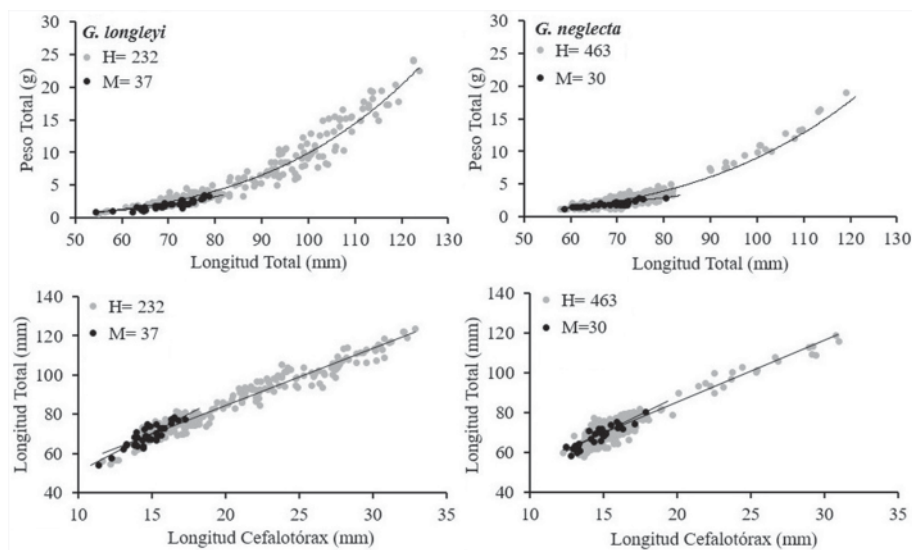 G. longleyi
H= 232
M= 37
Peso Total (g)
30
25
20
15
10
5
0
50 60 70 80 90 100 110 120 130
Longitud Total (mm)
G. neglecta
H= 463
M= 30
Peso Total (g)
30
25
20
15
10
5
0
50 60 70 80 90 100 110 120 130
Longitud Total (mm)
H= 232
M= 37
Longitud Total (mm)
140
120
100
80
60
40
10 15 20 25 30 35
Longitud Cefalotórax (mm)
H= 463
M=30
Longitud Total (mm)
140
120
100
80
60
40
10 15 20 25 30 35
Longitud Cefalotórax (mm)